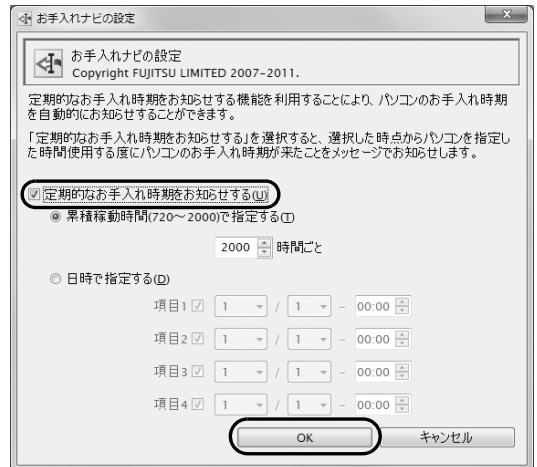 お手入れナビの設定
お手入れナビの設定
Copyright FUJITSU LIMITED 2007-2011.
定期的なお手入れ時期をお知らせする機能を利用することにより、パソコンのお手入れ時期
を自動的にお知らせすることができます。
「定期的なお手入れ時期をお知らせする」を選択すると、選択した時点からパソコンを指定し
た時間使用する度にパソコンのお手入れ時期が来たことをメッセージでお知らせします。
定期的なお手入れ時期をお知らせする(U)
累積稼動時間(720～2000)で指定する(T)
2000 時間ごと
日時で指定する(D)
項目1 1 / 1 - 00:00
項目2 1 / 1 - 00:00
項目3 1 / 1 - 00:00
項目4 1 / 1 - 00:00
OK キャンセル